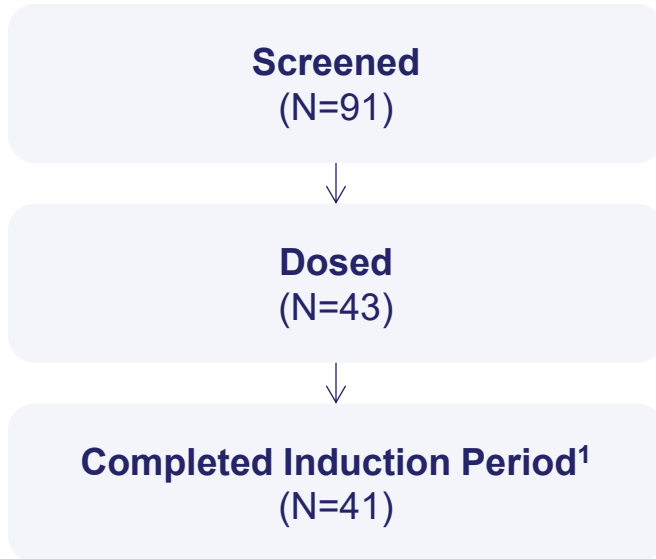 Screened
(N=91)
Dosed
(N=43)
Completed Induction Period¹
(N=41)